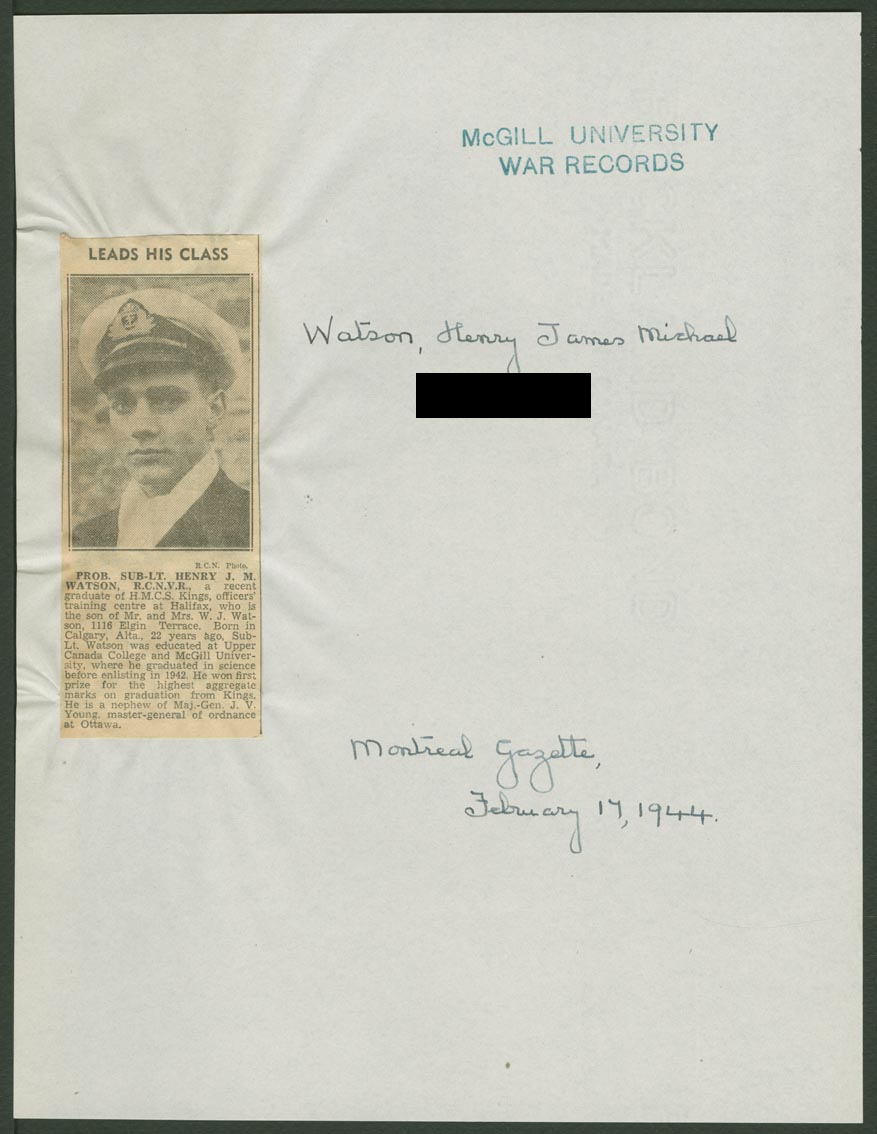 McGILL UNIVERSITY
WAR RECORDS
LEADS HIS CLASS
Watson, Henry James Michael
R.C.N. Photo.
PROB. SUB-LT. HENRY J. M.
WATSON, R.C.N.V.R., a recent
graduate of H.M.C.S. Kings, officers'
training centre at Halifax, who is
the son of Mr. and Mrs. W. J. Wat-
son, 1116 Elgin Terrace. Born in
Calgary, Alta., 22 years ago, Sub-
Lt. Watson was educated at Upper
Canada College and McGill Univer-
sity, where he graduated in science
before enlisting in 1942. He won first
prize for the highest aggregate
marks on graduation from Kings.
He is a nephew of Maj.-Gen. J. V.
Young, master-general of ordnance
at Ottawa.
Montreal Gazette,
February 17, 1944.